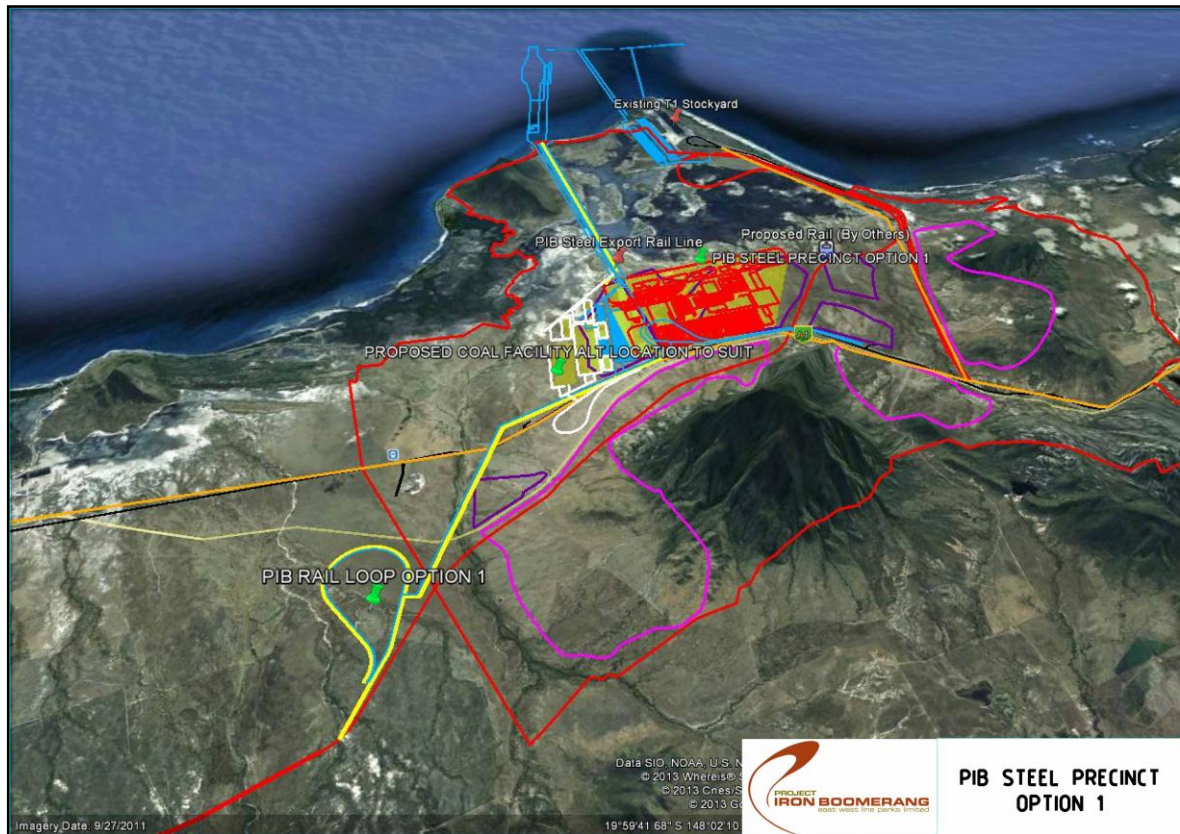 Existing T1 Stockyard
PIB Steel Export Rail Line
Proposed Rail (By Others)
PIB STEEL PRECINCT OPTION 1
PROPOSED COAL FACILITY ALT LOCATION TO SUIT
PIB RAIL LOOP OPTION 1
Data SIO, NOAA, U.S. N
© 2013 Whereis®
© 2013 Cnes/S
© 2013 G
Imagery Date: 9/27/2011
19°59'41.68" S 148°02'10
PROJECT
IRON BOOMERANG
east west line parks limited
PIB STEEL PRECINCT
OPTION 1